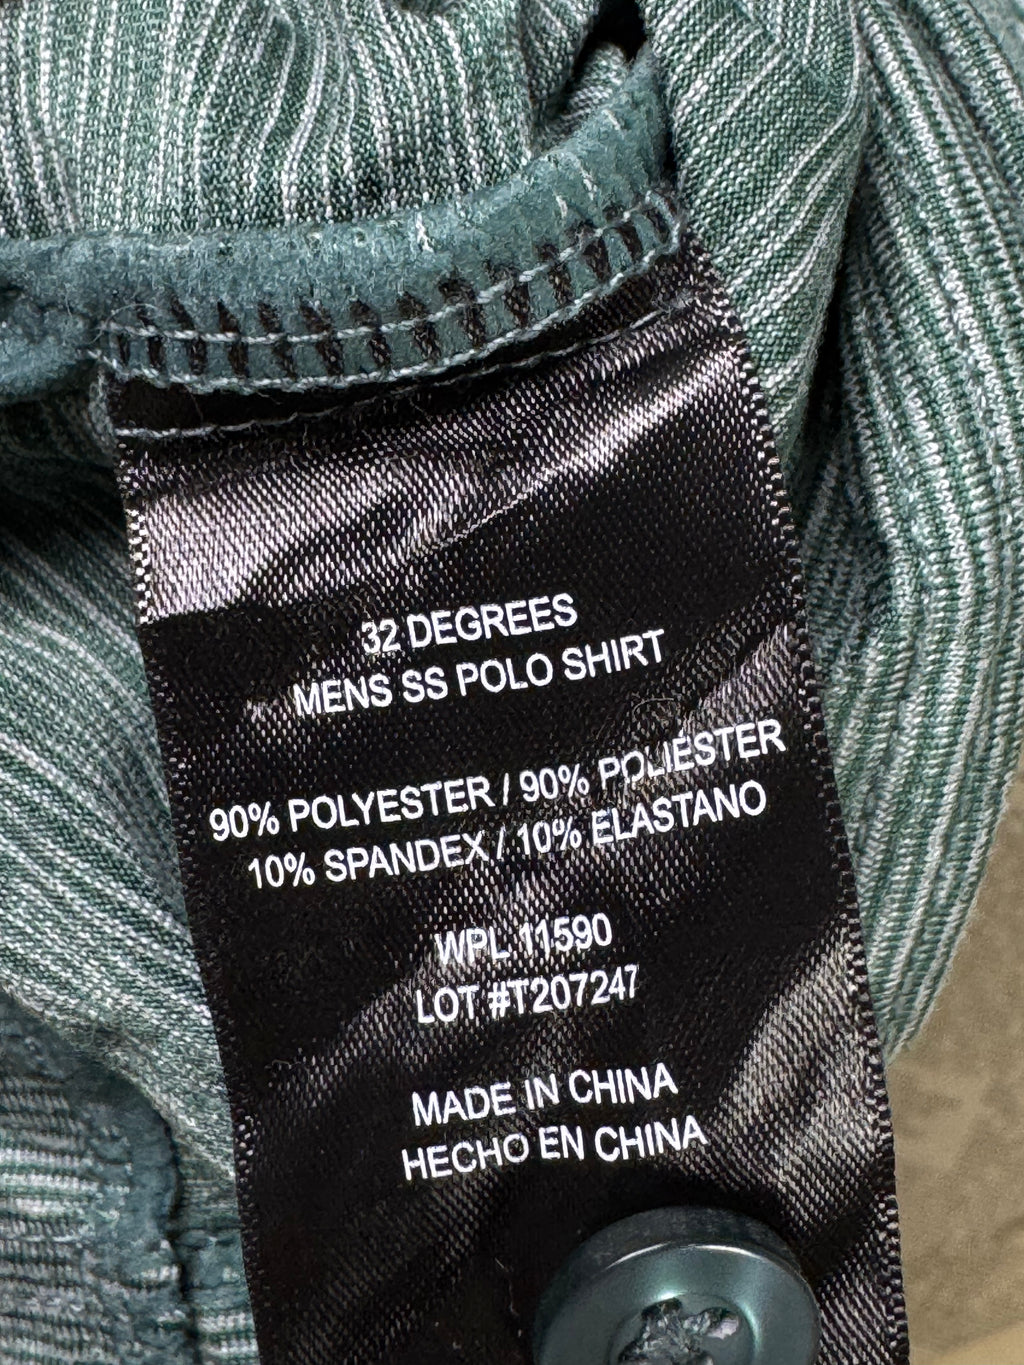 32 DEGREES
MENS SS POLO SHIRT
90% POLYESTER / 90% POLIÉSTER
10% SPANDEX / 10% ELASTANO
WPL 11590
LOT #T207247
MADE IN CHINA
HECHO EN CHINA